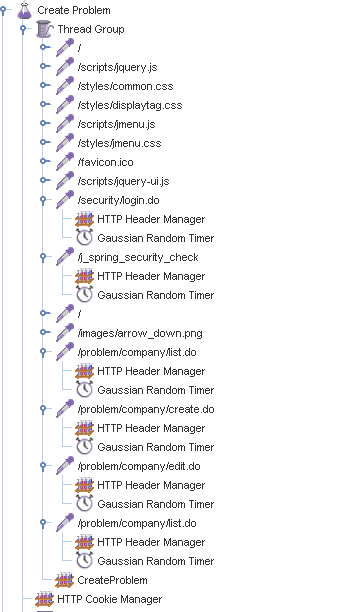 Create Problem
Thread Group
/
/scripts/jquery.js
/styles/common.css
/styles/displaytag.css
/scripts/jmenu.js
/styles/jmenu.css
/favicon.ico
/scripts/jquery-ui.js
/security/login.do
HTTP Header Manager
Gaussian Random Timer
/j_spring_security_check
HTTP Header Manager
Gaussian Random Timer
/
/images/arrow_down.png
/problem/company/list.do
HTTP Header Manager
Gaussian Random Timer
/problem/company/create.do
HTTP Header Manager
Gaussian Random Timer
/problem/company/edit.do
HTTP Header Manager
Gaussian Random Timer
/problem/company/list.do
HTTP Header Manager
Gaussian Random Timer
CreateProblem
HTTP Cookie Manager